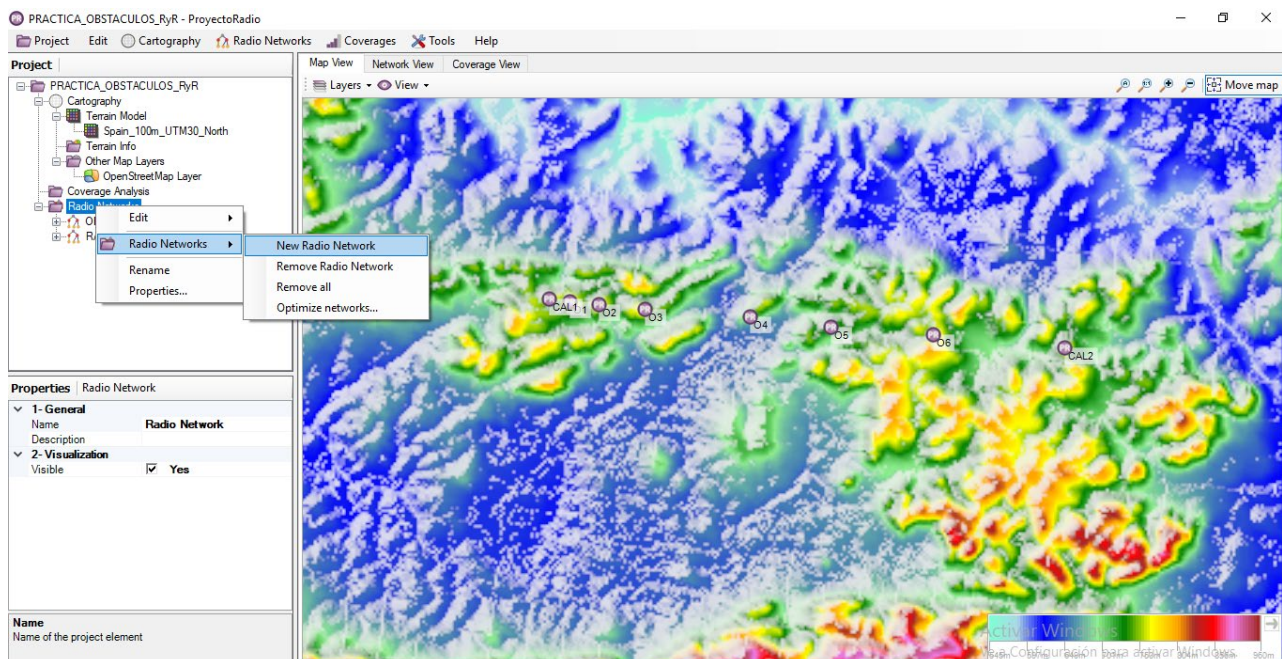 PRACTICA_OBSTACULOS_RyR - ProyectoRadio
Project Edit Cartography Radio Networks Coverages Tools Help
Project
PRACTICA_OBSTACULOS_RyR
Cartography
Terrain Model
Spain_100m_UTM30_North
Terrain Info
Other Map Layers
OpenStreetMap Layer
Coverage Analysis
Radio Networks
Edit
Radio Networks
Rename
Properties...
New Radio Network
Remove Radio Network
Remove all
Optimize networks...
Map View Network View Coverage View
Layers View Move map
CAL1 1 O2 O3 O4 O5 O6 CAL2
Properties Radio Network
1- General
Name Radio Network
Description
2- Visualization
Visible Yes
Name
Name of the project element
Activar Windows
Ve a Configuración para activar Windows.
960m